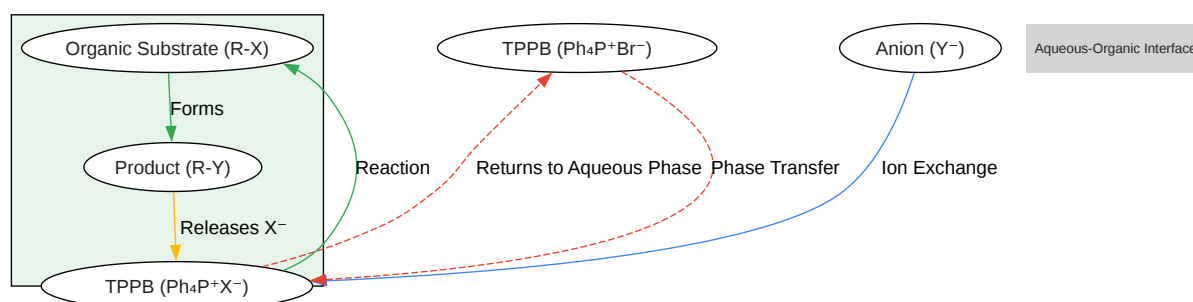 Organic Substrate (R-X)
TPPB (Ph₄P⁺Br⁻)
Anion (Y⁻)
Aqueous-Organic Interface
Forms
Product (R-Y)
Reaction
Returns to Aqueous Phase
Phase Transfer
Ion Exchange
Releases X⁻
TPPB (Ph₄P⁺X⁻)